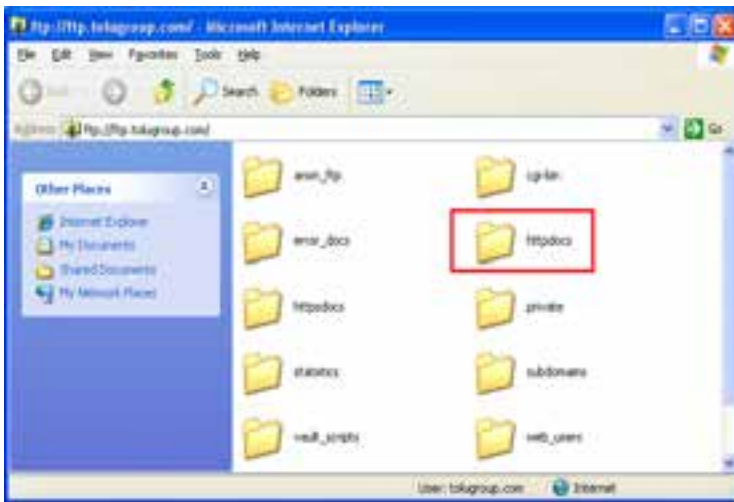 ftp://ftp.tolugroup.com/ - Microsoft Internet Explorer
File Edit View Favorites Tools Help
Search Folders
Address ftp://ftp.tolugroup.com/ Go
Other Places
Internet Explorer
My Documents
Shared Documents
My Network Places
anon_ftp cgi-bin
error_docs httpdocs
httpsdocs private
statistics subdomains
vault_scripts web_users
User: tolugroup.com Internet